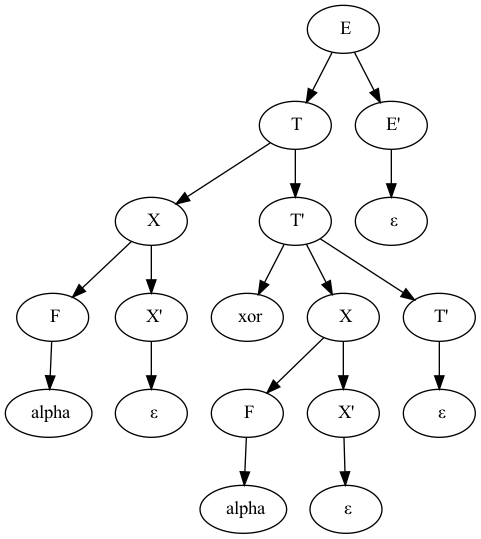 E
T E'
X T' ε
F X' xor X T'
alpha ε F X' ε
alpha ε